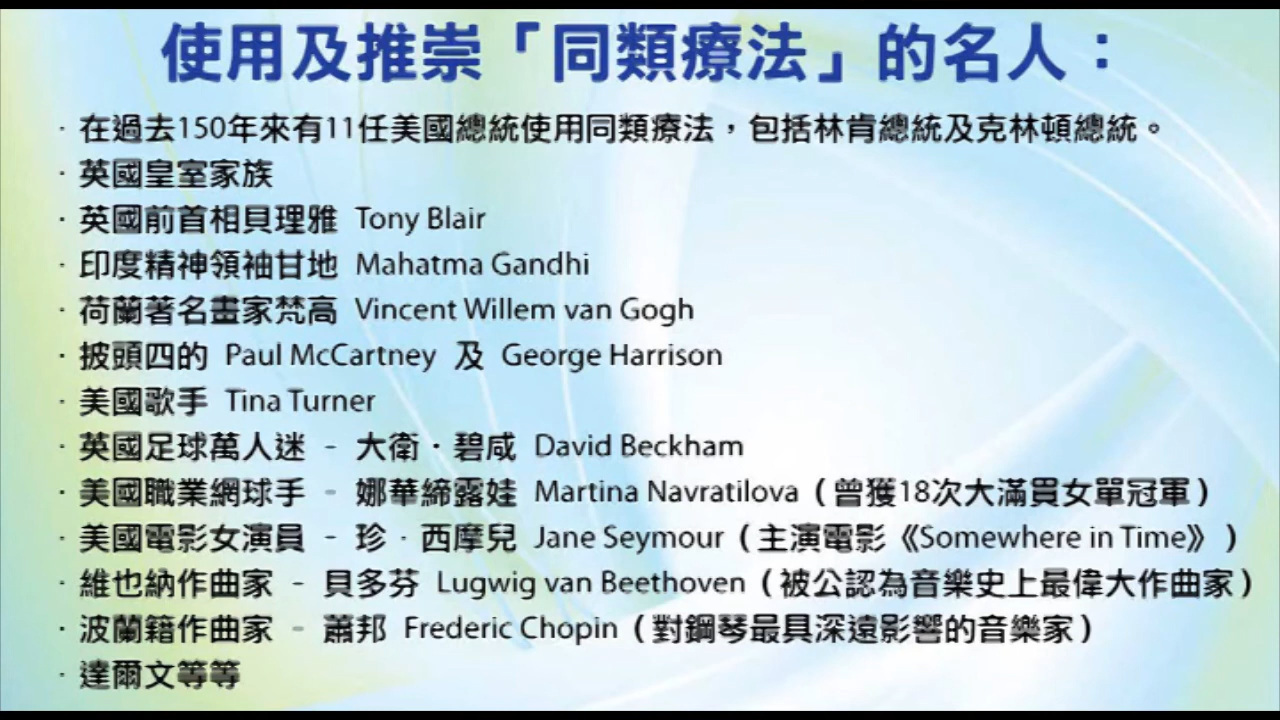 使用及推崇「同類療法」的名人：
· 在過去150年來有11任美國總統使用同類療法，包括林肯總統及克林頓總統。
· 英國皇室家族
· 英國前首相貝理雅 Tony Blair
· 印度精神領袖甘地 Mahatma Gandhi
· 荷蘭著名畫家梵高 Vincent Willem van Gogh
· 披頭四的 Paul McCartney 及 George Harrison
· 美國歌手 Tina Turner
· 英國足球萬人迷 - 大衛·碧咸 David Beckham
· 美國職業網球手 - 娜華締露娃 Martina Navratilova（曾獲18次大滿貫女單冠軍）
· 美國電影女演員 - 珍·西摩兒 Jane Seymour（主演電影《Somewhere in Time》）
· 維也納作曲家 - 貝多芬 Lugwig van Beethoven（被公認為音樂史上最偉大作曲家）
· 波蘭籍作曲家 - 蕭邦 Frederic Chopin（對鋼琴最具深遠影響的音樂家）
· 達爾文等等